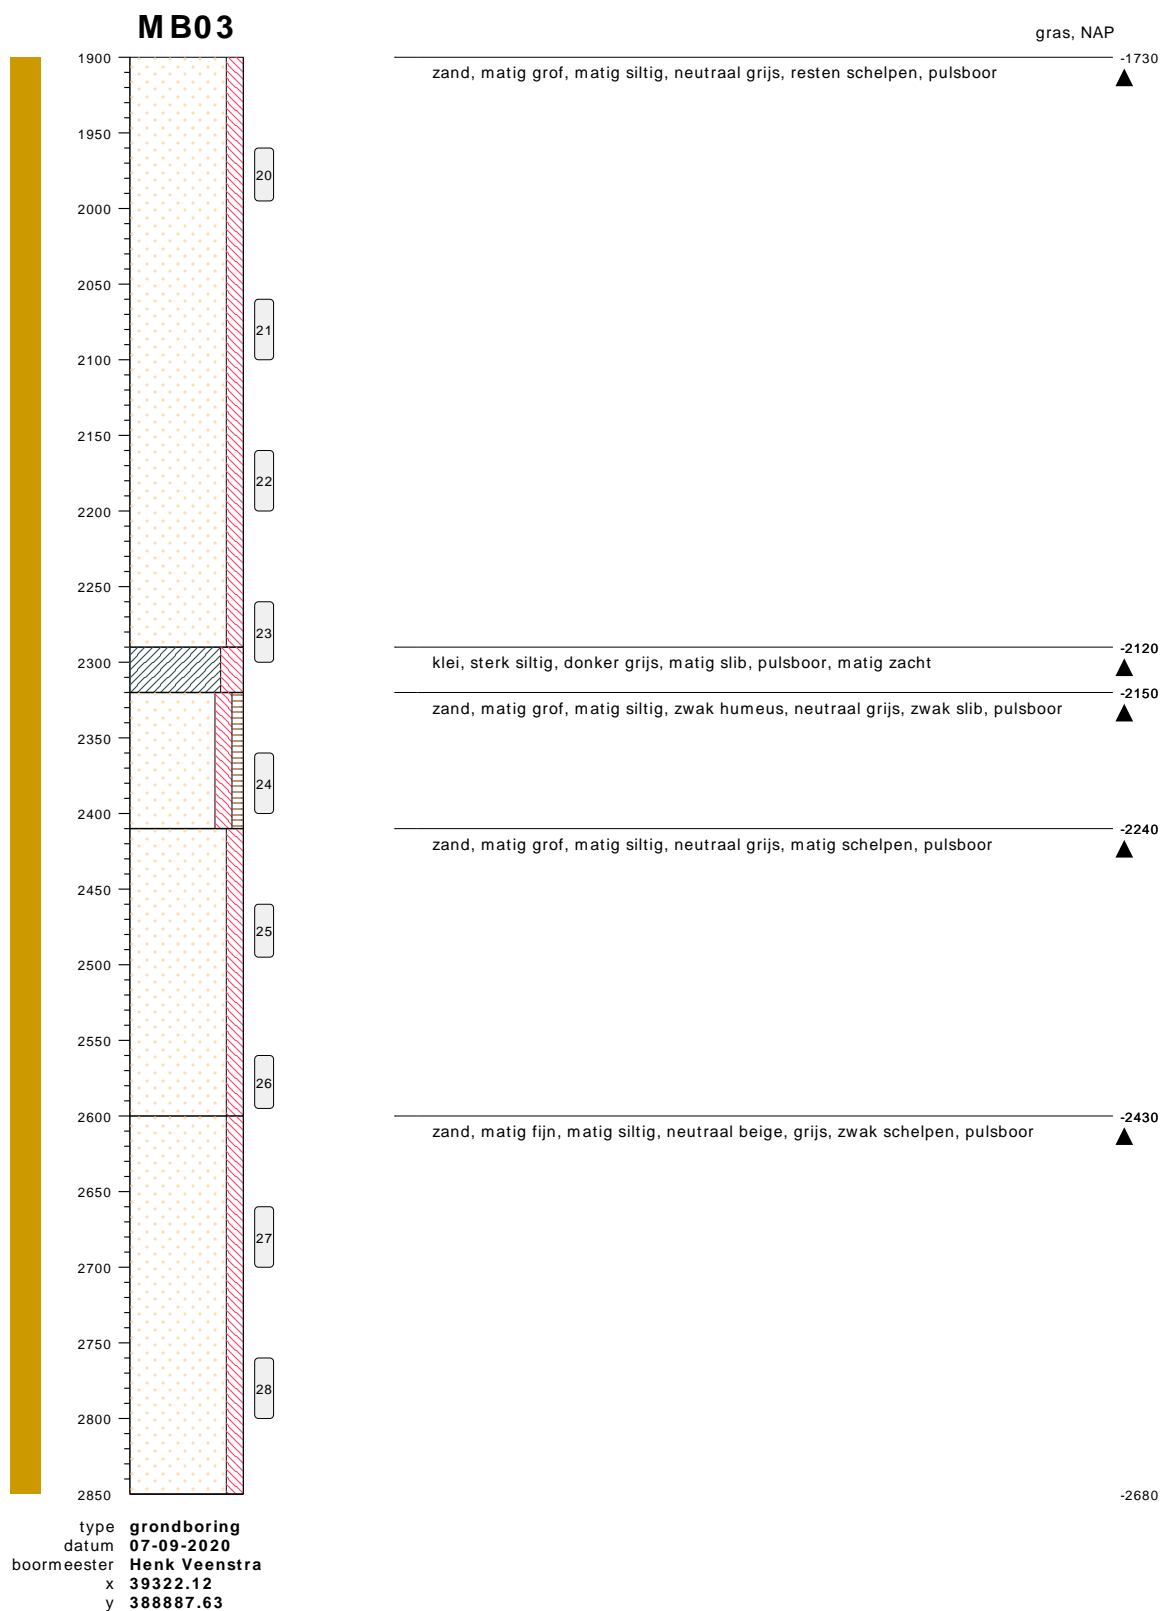 MB03
gras, NAP
1900
-1730
zand, matig grof, matig siltig, neutraal grijs, resten schelpen, pulsboor
1950
20
2000
2050
21
2100
2150
22
2200
2250
23
-2120
2300
klei, sterk siltig, donker grijs, matig slib, pulsboor, matig zacht
-2150
zand, matig grof, matig siltig, zwak humeus, neutraal grijs, zwak slib, pulsboor
2350
24
2400
-2240
zand, matig grof, matig siltig, neutraal grijs, matig schelpen, pulsboor
2450
25
2500
2550
26
2600
-2430
zand, matig fijn, matig siltig, neutraal beige, grijs, zwak schelpen, pulsboor
2650
27
2700
2750
28
2800
2850
-2680
type grondboring
datum 07-09-2020
boormeester Henk Veenstra
x 39322.12
y 388887.63